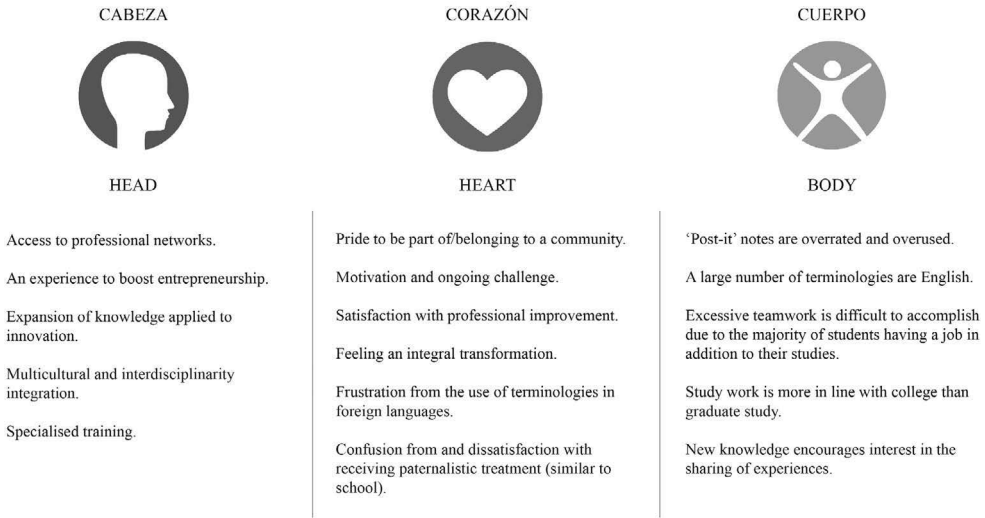 CABEZA
HEAD
Access to professional networks.
An experience to boost entrepreneurship.
Expansion of knowledge applied to
innovation.
Multicultural and interdisciplinarity
integration.
Specialised training.
CORAZÓN
HEART
Pride to be part of/belonging to a community.
Motivation and ongoing challenge.
Satisfaction with professional improvement.
Feeling an integral transformation.
Frustration from the use of terminologies in
foreign languages.
Confusion from and dissatisfaction with
receiving paternalistic treatment (similar to
school).
CUERPO
BODY
‘Post-it’ notes are overrated and overused.
A large number of terminologies are English.
Excessive teamwork is difficult to accomplish
due to the majority of students having a job in
addition to their studies.
Study work is more in line with college than
graduate study.
New knowledge encourages interest in the
sharing of experiences.